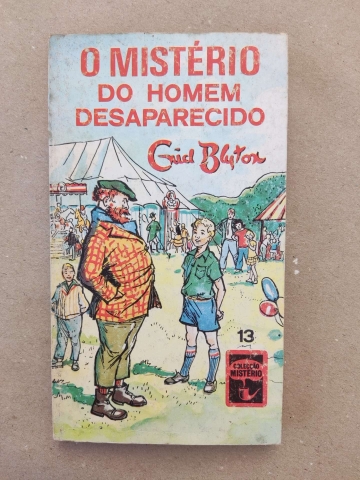 O MISTÉRIO
DO HOMEM
DESAPARECIDO
Enid Blyton
13
COLECÇÃO
MISTÉRIO